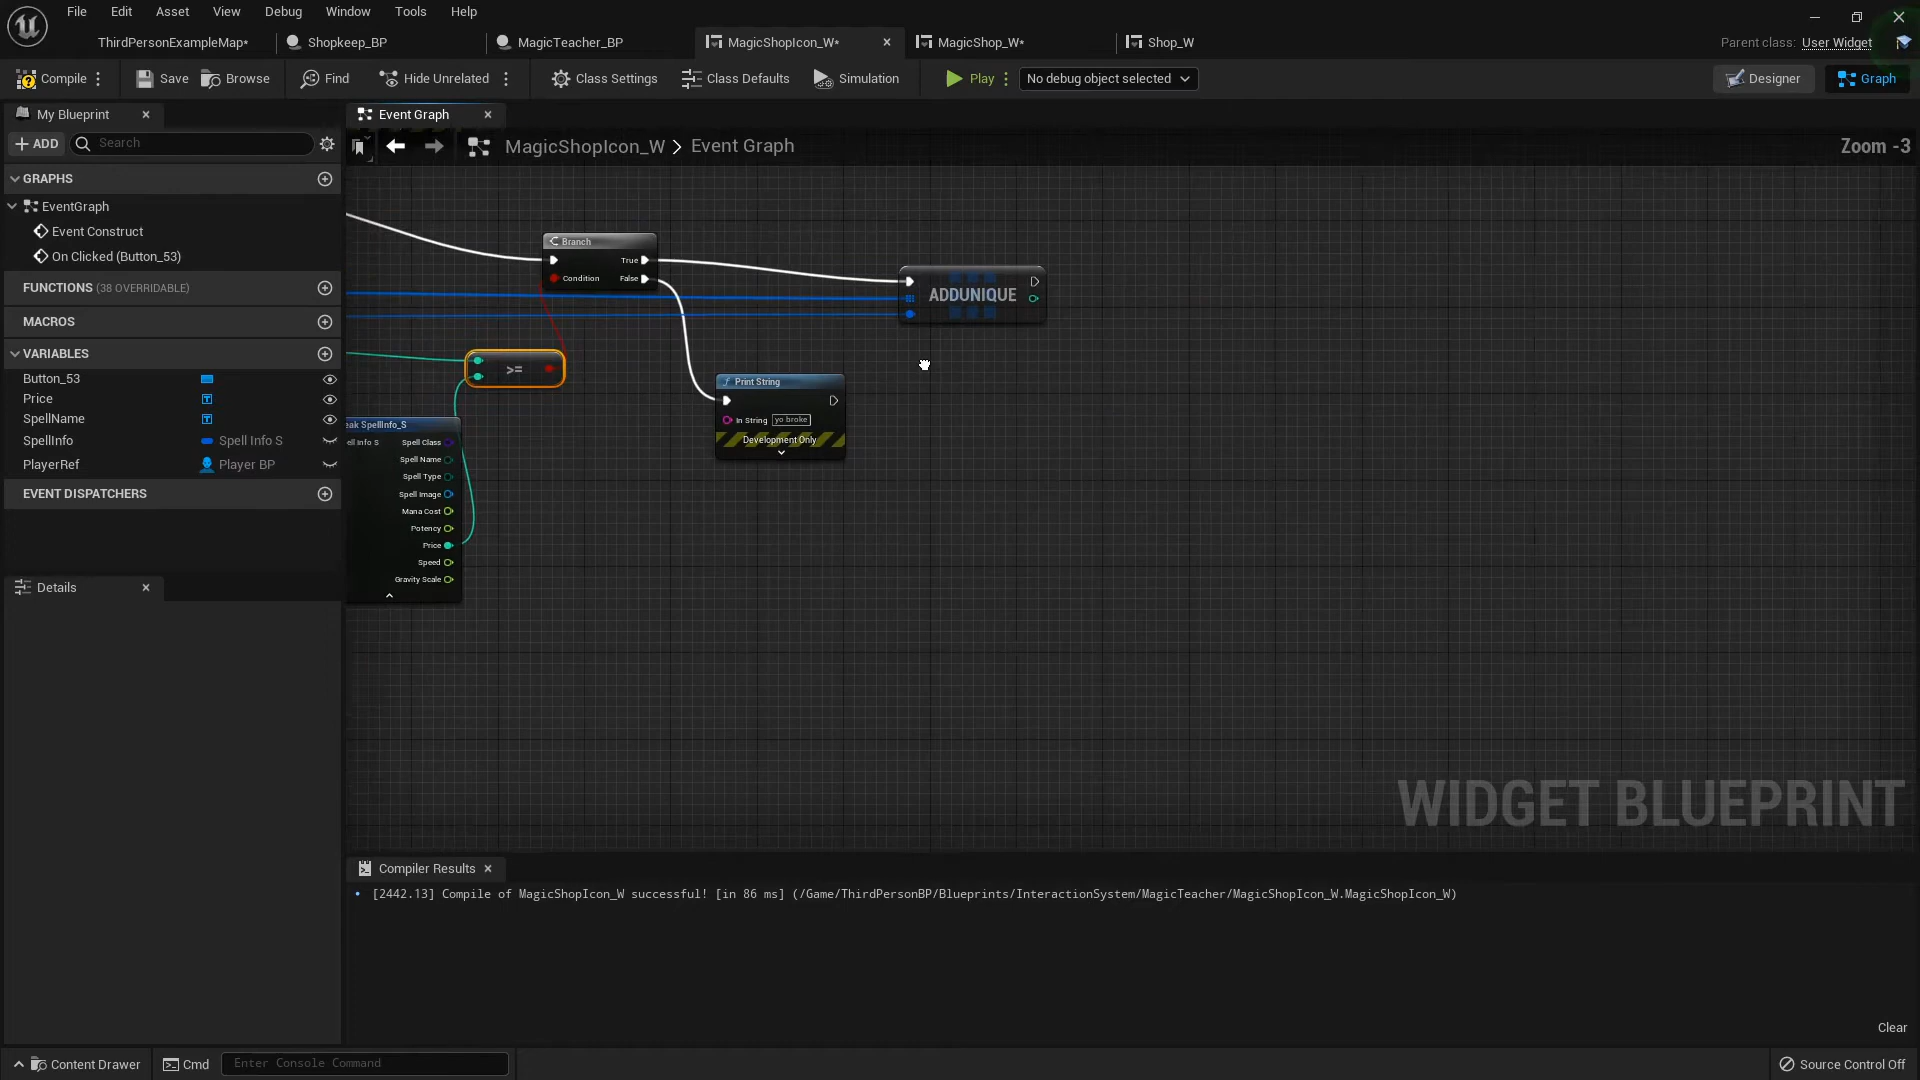 File Edit Asset View Debug Window Tools Help
ThirdPersonExampleMap* Shopkeep_BP MagicTeacher_BP MagicShopIcon_W* MagicShop_W* Shop_W Parent class: User Widget
Compile Save Browse Find Hide Unrelated Class Settings Class Defaults Simulation Play No debug object selected Designer Graph
My Blueprint
ADD Search
GRAPHS
EventGraph
Event Construct
On Clicked (Button_53)
FUNCTIONS (38 OVERRIDABLE)
MACROS
VARIABLES
Button_53
Price
SpellName
SpellInfo Spell Info S
PlayerRef Player BP
EVENT DISPATCHERS
Details
Event Graph
MagicShopIcon_W > Event Graph
Zoom -3
Branch
True
Condition False
ADDUNIQUE
>=
Print String
In String yo broke
Development Only
eak SpellInfo_S
ell Info S Spell Class
Spell Name
Spell Type
Spell Image
Mana Cost
Potency
Price
Speed
Gravity Scale
WIDGET BLUEPRINT
Compiler Results
[2442.13] Compile of MagicShopIcon_W successful! [in 86 ms] (/Game/ThirdPersonBP/Blueprints/InteractionSystem/MagicTeacher/MagicShopIcon_W.MagicShopIcon_W)
Clear
Content Drawer Cmd Enter Console Command Source Control Off